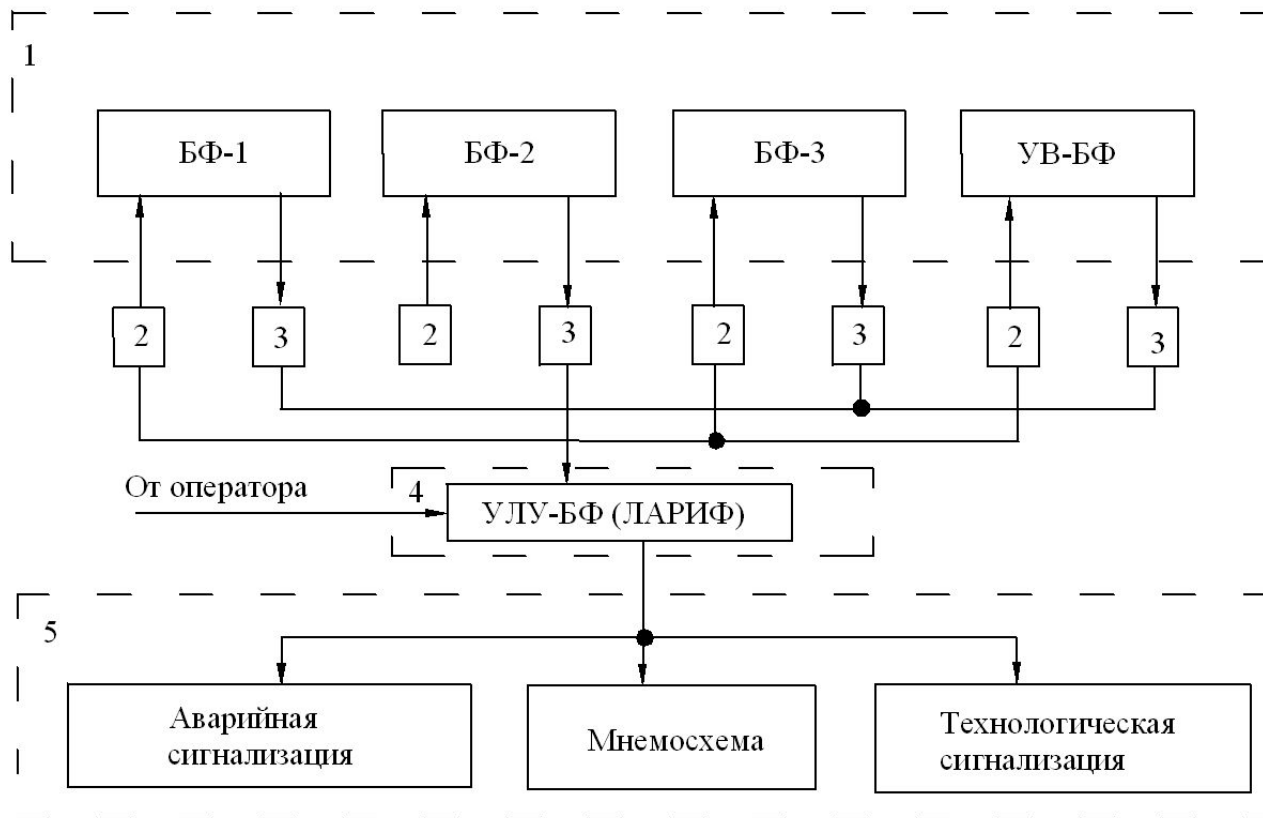 1
БФ-1
БФ-2
БФ-3
УВ-БФ
2
3
2
3
2
3
2
3
От оператора
4
УЛУ-БФ (ЛАРИФ)
5
Аварийная
сигнализация
Мнемосхема
Технологическая
сигнализация